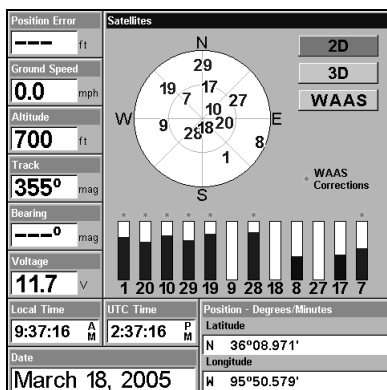 Position Error
--- ft
Ground Speed
0.0 mph
Altitude
700 ft
Track
355º mag
Bearing
---º mag
Voltage
11.7 V
Satellites
N
29
19 17
7 10 27
W 9 28 18 20 E
8
1
S
2D
3D
WAAS
* WAAS
Corrections
* * * * * * *
1 20 10 29 19 9 28 18 8 27 17 7
Local Time
9:37:16 AM
UTC Time
2:37:16 PM
Date
March 18, 2005
Position - Degrees/Minutes
Latitude
N 36º08.971'
Longitude
W 95º50.579'